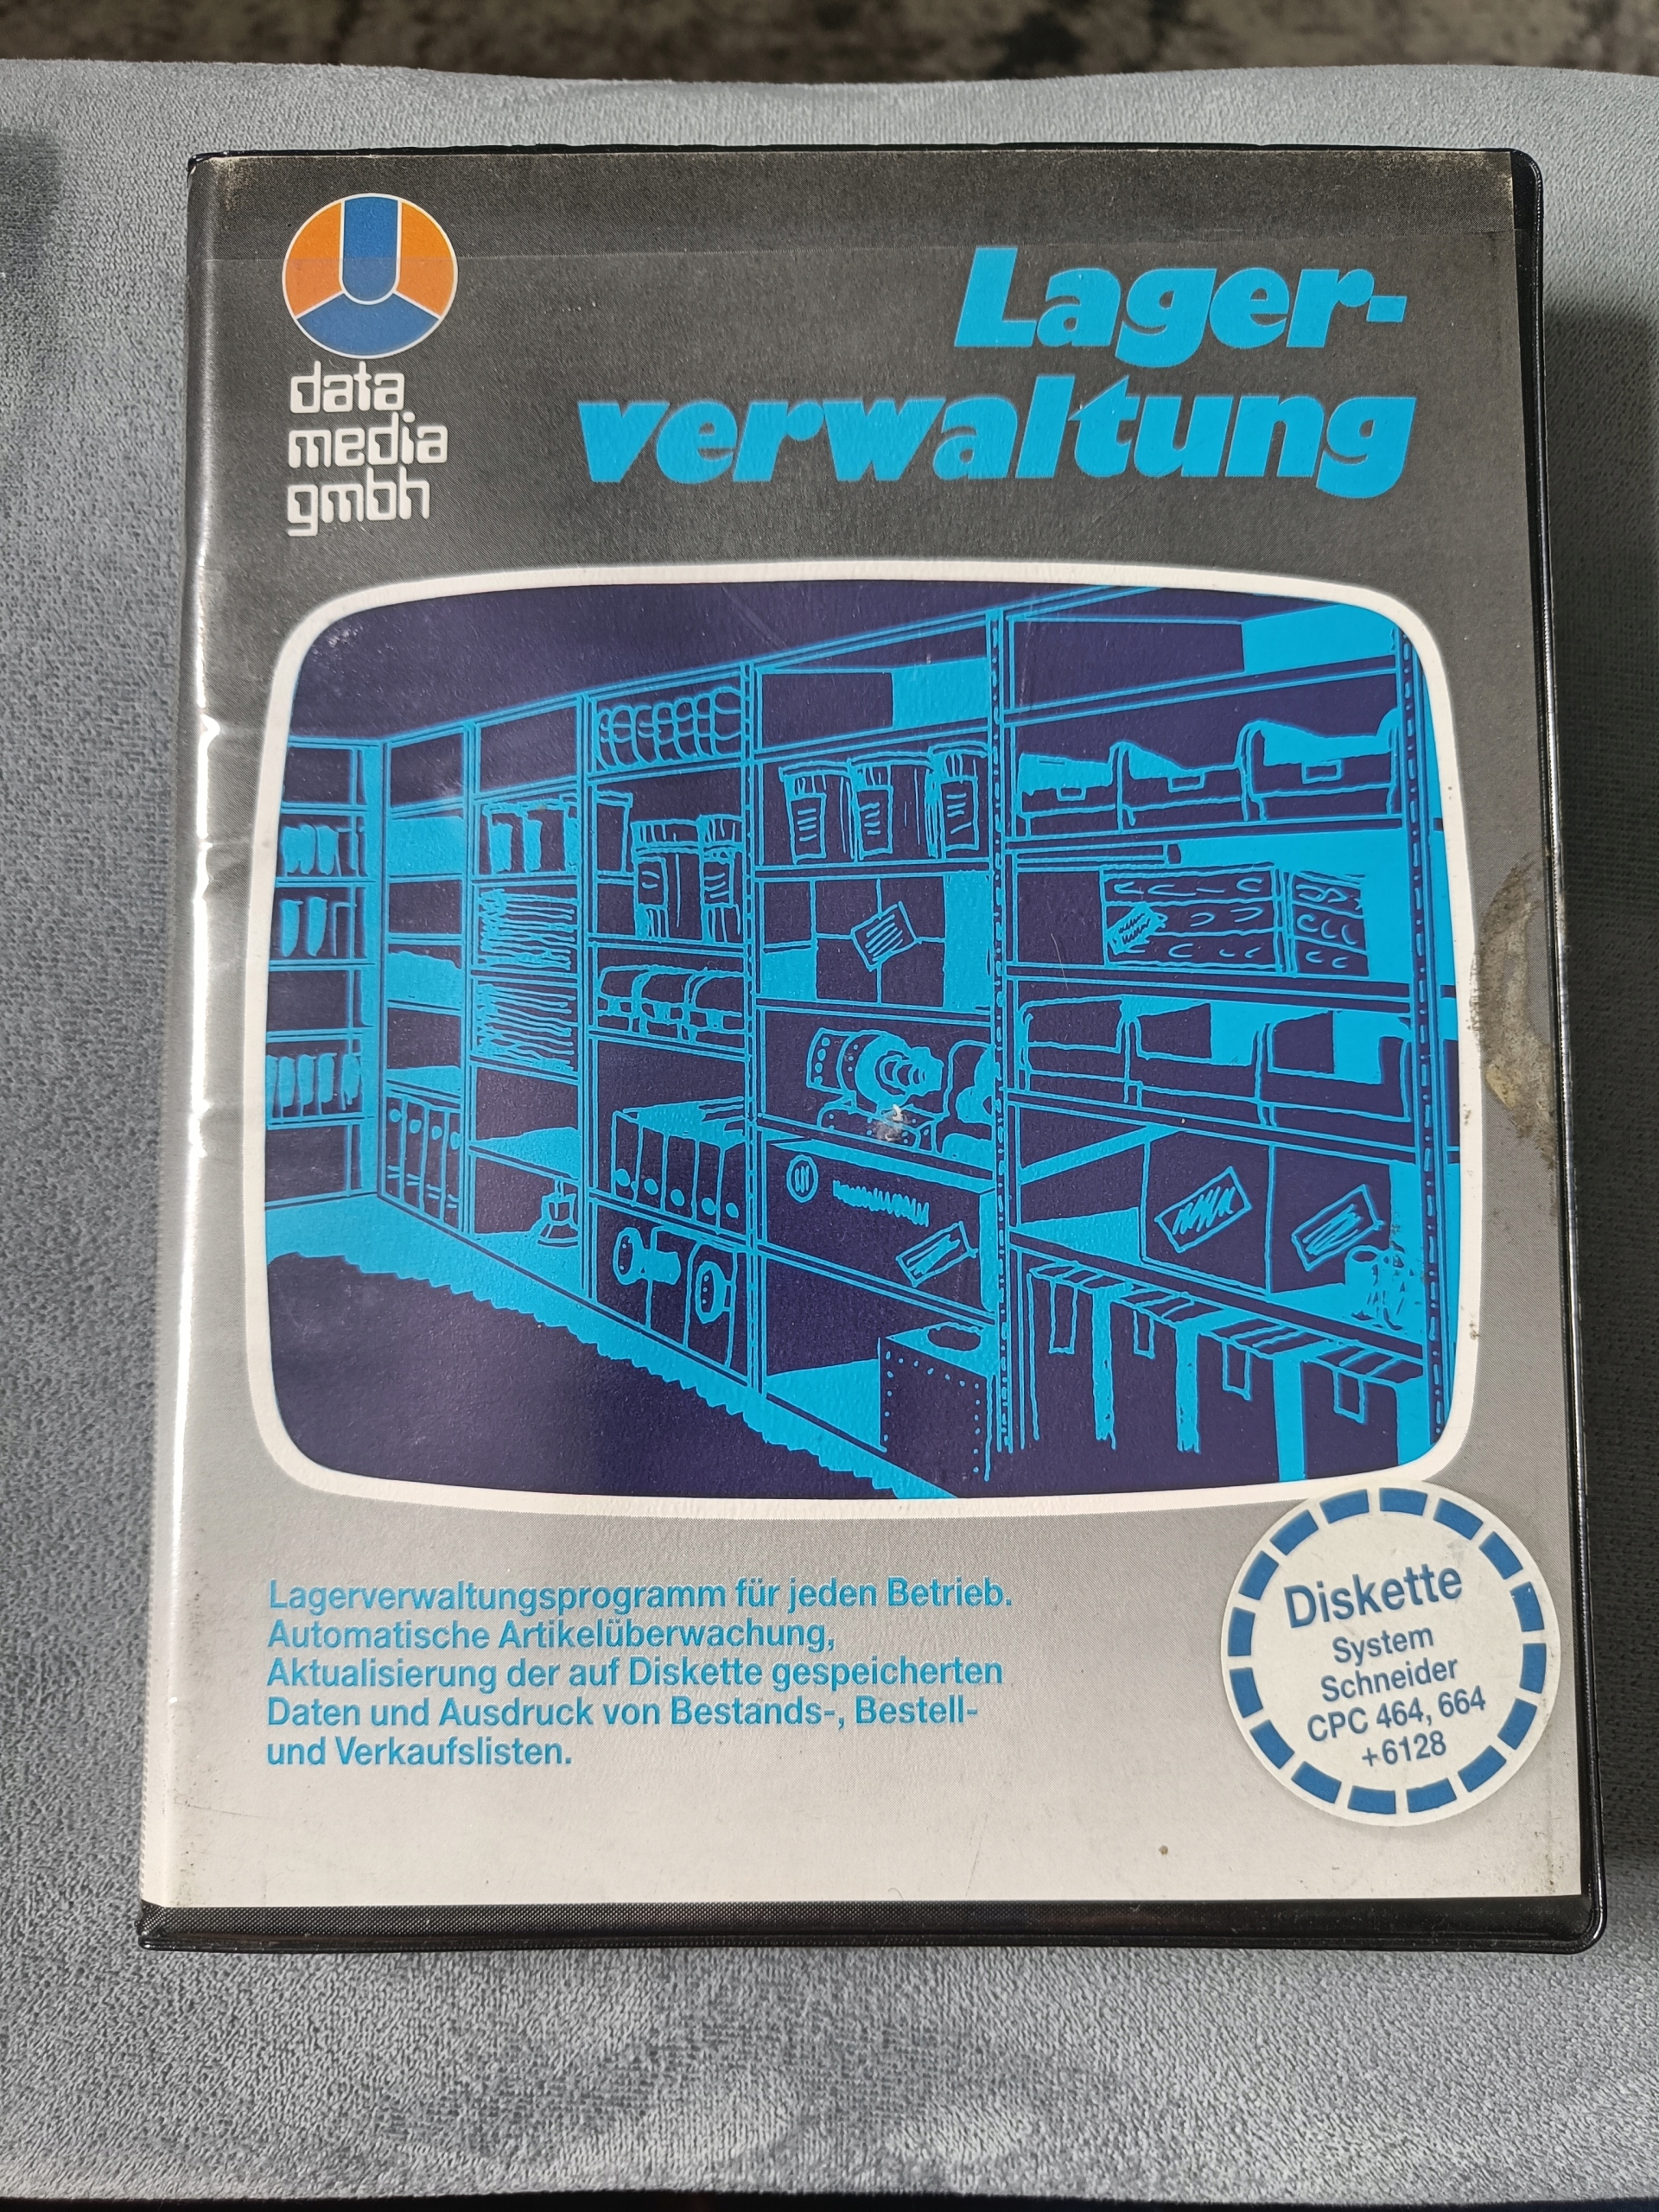 data
media
gmbh
Lager-
verwaltung
Lagerverwaltungsprogramm für jeden Betrieb.
Automatische Artikelüberwachung,
Aktualisierung der auf Diskette gespeicherten
Daten und Ausdruck von Bestands-, Bestell-
und Verkaufslisten.
Diskette
System
Schneider
CPC 464, 664
+6128